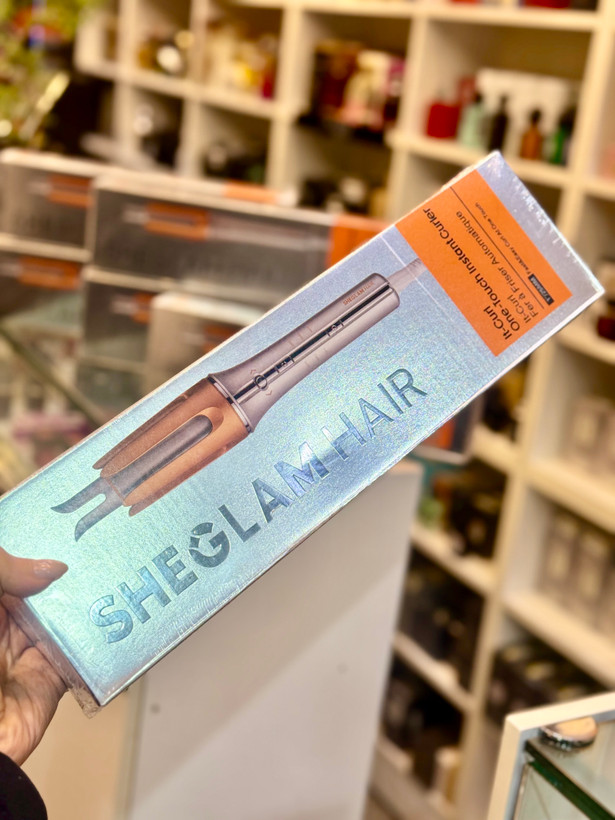 SHEGLAM HAIR
It-Curl
One-Touch Instant Curler
It-Curl
Fer à Friser Automatique